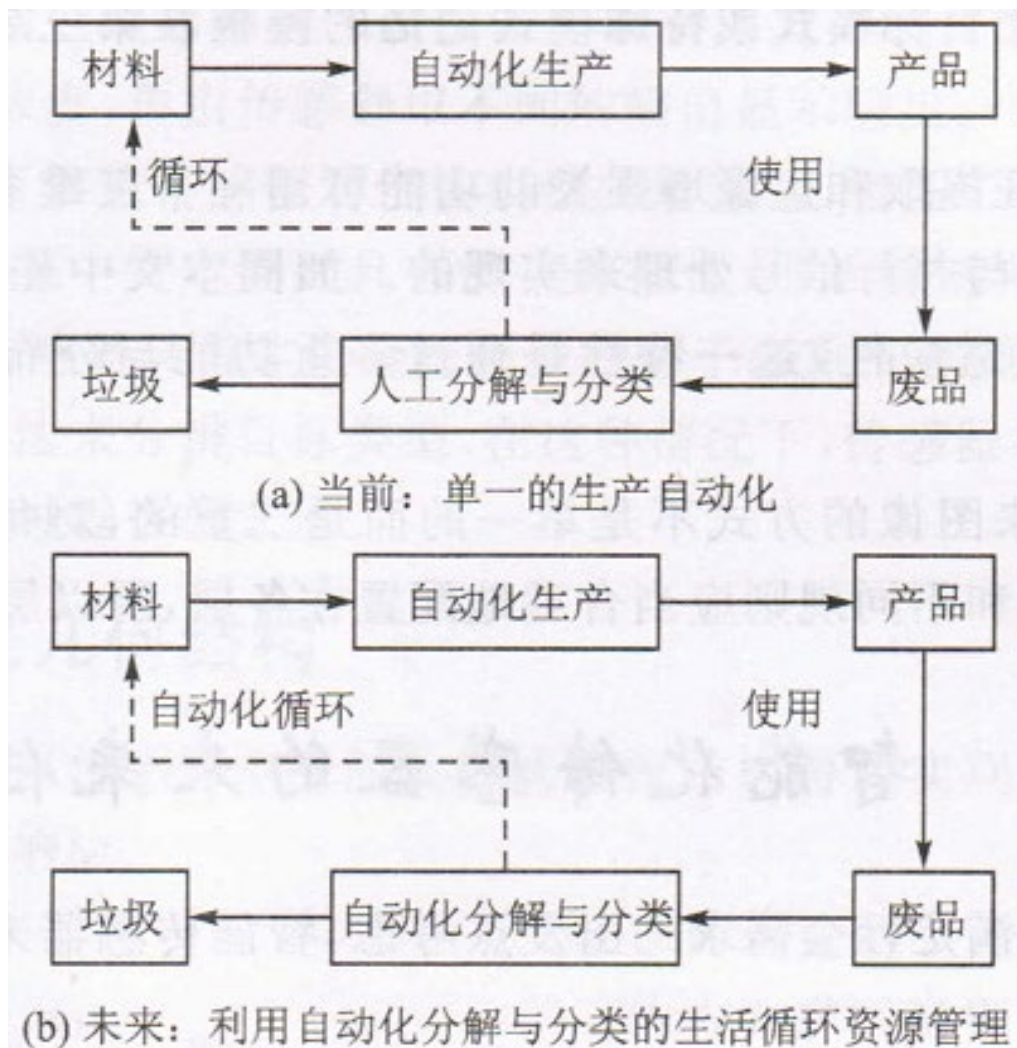 材料 自动化生产 产品
循环 使用
垃圾 人工分解与分类 废品
(a) 当前：单一的生产自动化
材料 自动化生产 产品
自动化循环 使用
垃圾 自动化分解与分类 废品
(b) 未来：利用自动化分解与分类的生活循环资源管理